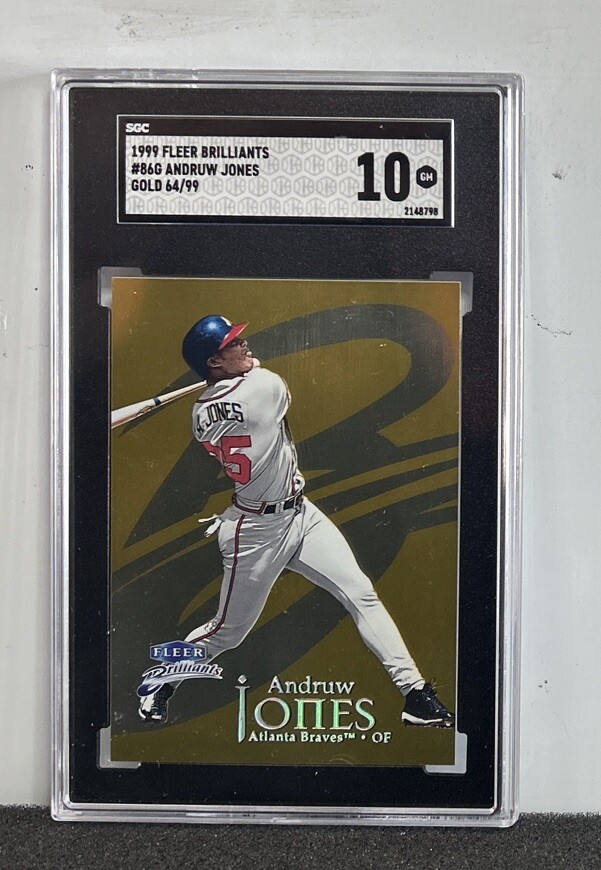 SGC
1999 FLEER BRILLIANTS
#86G ANDRUW JONES
GOLD 64/99
10 GM
2148798
A. JONES
25
FLEER
Brilliants
Andruw
Jones
Atlanta Braves™ • OF